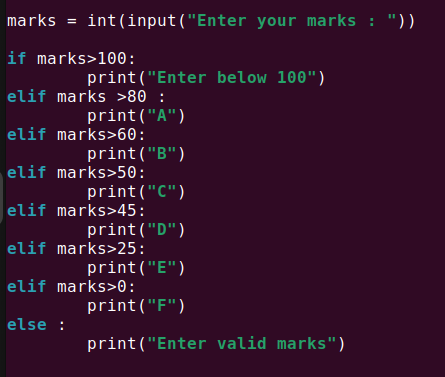 marks = int(input("Enter your marks : "))
if marks>100:
print("Enter below 100")
elif marks >80 :
print("A")
elif marks>60:
print("B")
elif marks>50:
print("C")
elif marks>45:
print("D")
elif marks>25:
print("E")
elif marks>0:
print("F")
else :
print("Enter valid marks")